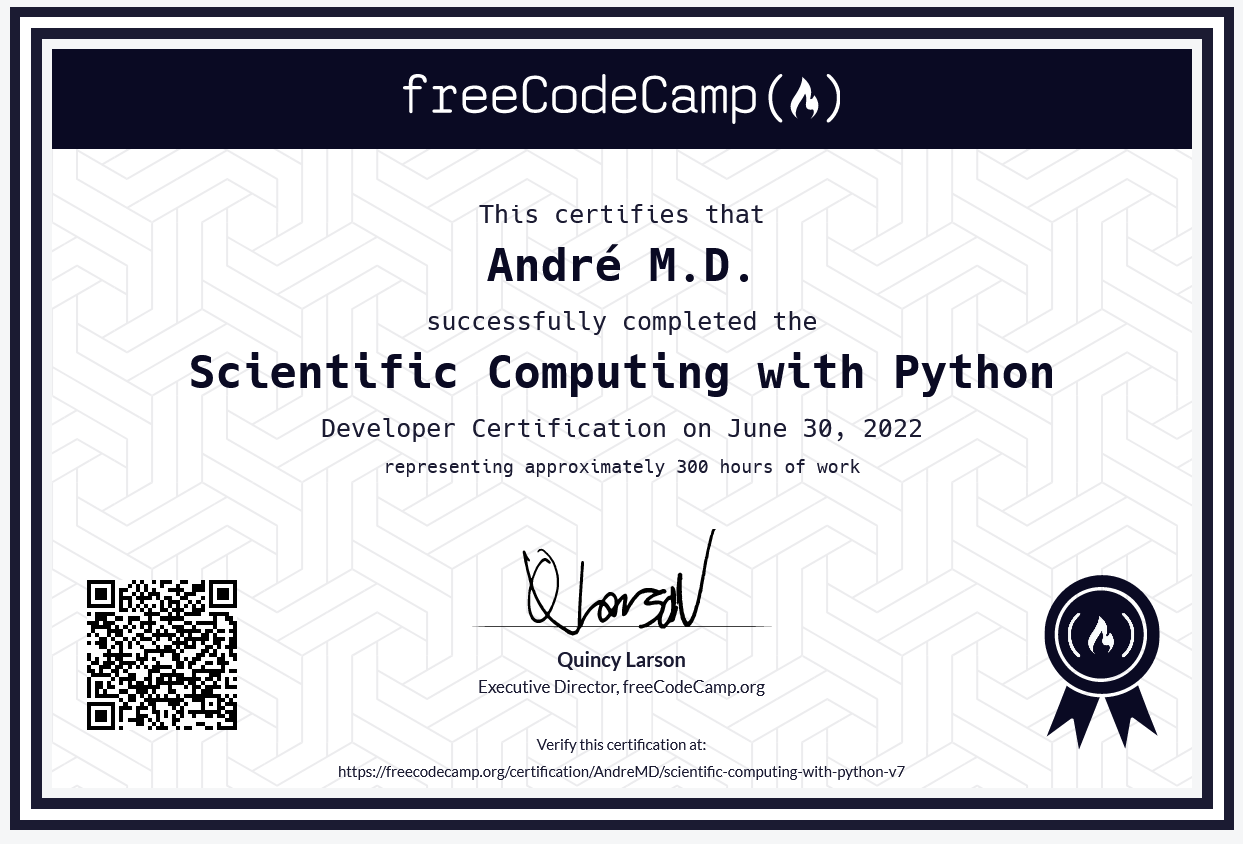 freeCodeCamp
This certifies that
André M.D.
successfully completed the
Scientific Computing with Python
Developer Certification on June 30, 2022
representing approximately 300 hours of work
Q Larson
Quincy Larson
Executive Director, freeCodeCamp.org
Verify this certification at:
https://freecodecamp.org/certification/AndreMD/scientific-computing-with-python-v7